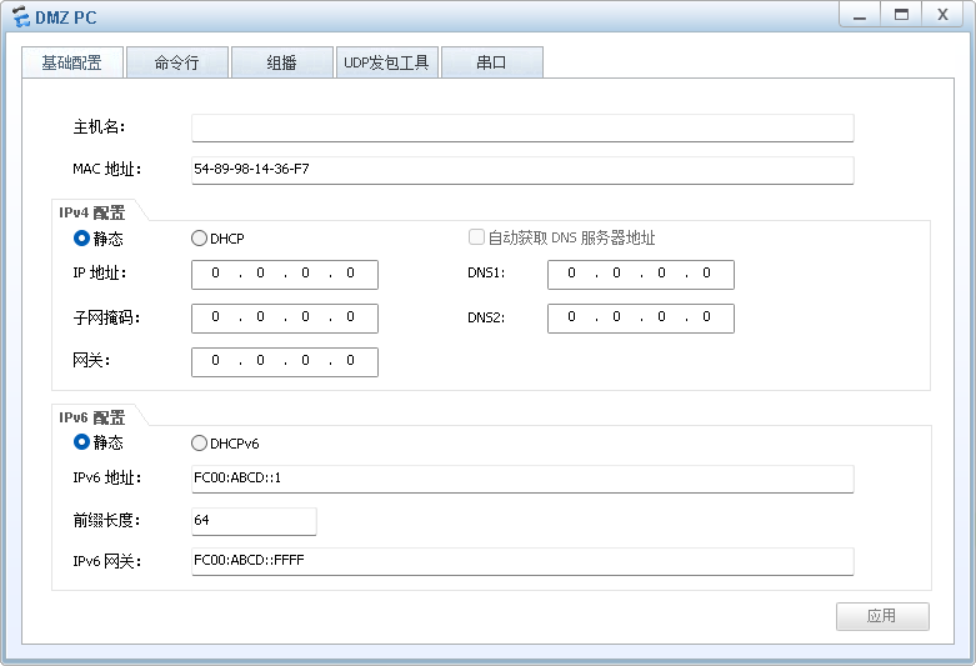 DMZ PC
基础配置 命令行 组播 UDP发包工具 串口
主机名：
MAC 地址： 54-89-98-14-36-F7
IPv4 配置
静态 DHCP 自动获取 DNS 服务器地址
IP 地址： 0 . 0 . 0 . 0 DNS1: 0 . 0 . 0 . 0
子网掩码： 0 . 0 . 0 . 0 DNS2: 0 . 0 . 0 . 0
网关： 0 . 0 . 0 . 0
IPv6 配置
静态 DHCPv6
IPv6 地址： FC00:ABCD::1
前缀长度： 64
IPv6 网关： FC00:ABCD::FFFF
应用